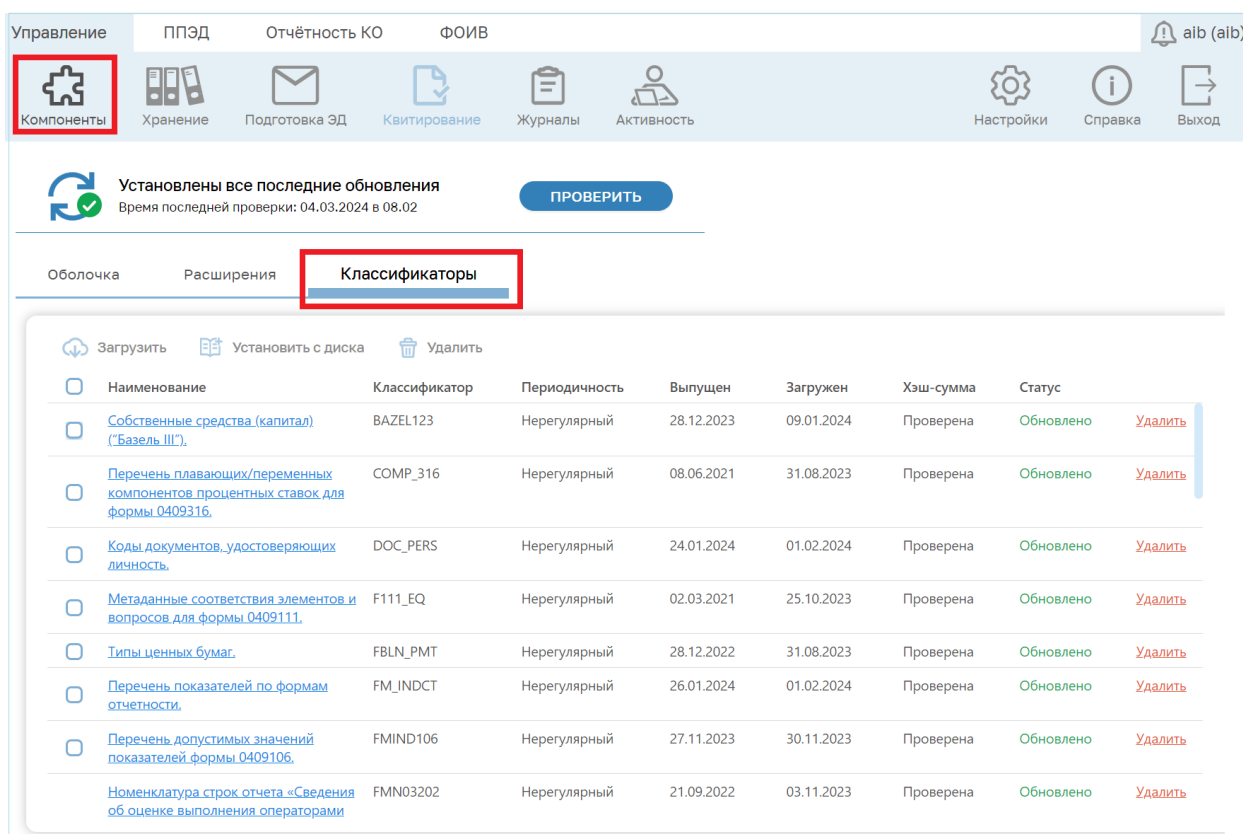 Управление ППЭД Отчётность КО ФОИВ aib (aib)
Компоненты Хранение Подготовка ЭД Квитирование Журналы Активность Настройки Справка Выход
Установлены все последние обновления
Время последней проверки: 04.03.2024 в 08.02
ПРОВЕРИТЬ
Оболочка Расширения Классификаторы
Загрузить Установить с диска Удалить
Наименование Классификатор Периодичность Выпущен Загружен Хэш-сумма Статус
Собственные средства (капитал) BAZEL123 Нерегулярный 28.12.2023 09.01.2024 Проверена Обновлено Удалить
("Базель III").
Перечень плавающих/переменных COMP_316 Нерегулярный 08.06.2021 31.08.2023 Проверена Обновлено Удалить
компонентов процентных ставок для
формы 0409316.
Коды документов, удостоверяющих DOC_PERS Нерегулярный 24.01.2024 01.02.2024 Проверена Обновлено Удалить
личность.
Метаданные соответствия элементов и F111_EQ Нерегулярный 02.03.2021 25.10.2023 Проверена Обновлено Удалить
вопросов для формы 0409111.
Типы ценных бумаг. FBLN_PMT Нерегулярный 28.12.2022 31.08.2023 Проверена Обновлено Удалить
Перечень показателей по формам FM_INDCT Нерегулярный 26.01.2024 01.02.2024 Проверена Обновлено Удалить
отчетности.
Перечень допустимых значений FMIND106 Нерегулярный 27.11.2023 30.11.2023 Проверена Обновлено Удалить
показателей формы 0409106.
Номенклатура строк отчета «Сведения FMN03202 Нерегулярный 21.09.2022 03.11.2023 Проверена Обновлено Удалить
об оценке выполнения операторами